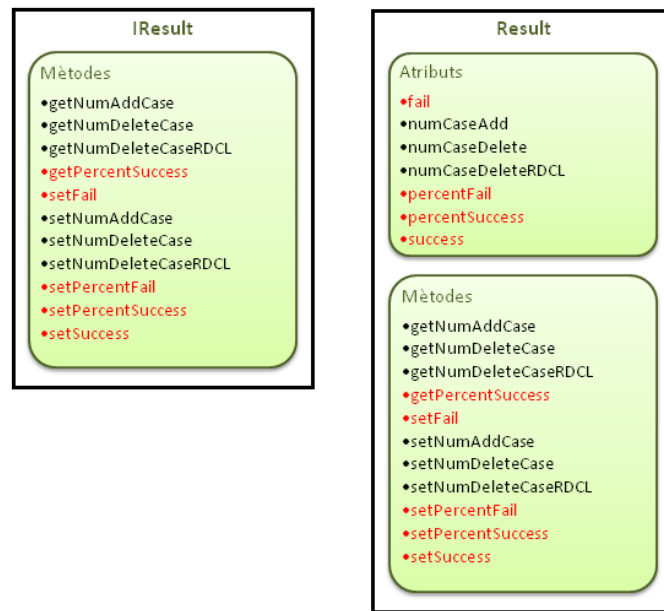 IResult
Mètodes
•getNumAddCase
•getNumDeleteCase
•getNumDeleteCaseRDCL
•getPercentSuccess
•setFail
•setNumAddCase
•setNumDeleteCase
•setNumDeleteCaseRDCL
•setPercentFail
•setPercentSuccess
•setSuccess
Result
Atributs
•fail
•numCaseAdd
•numCaseDelete
•numCaseDeleteRDCL
•percentFail
•percentSuccess
•success
Mètodes
•getNumAddCase
•getNumDeleteCase
•getNumDeleteCaseRDCL
•getPercentSuccess
•setFail
•setNumAddCase
•setNumDeleteCase
•setNumDeleteCaseRDCL
•setPercentFail
•setPercentSuccess
•setSuccess